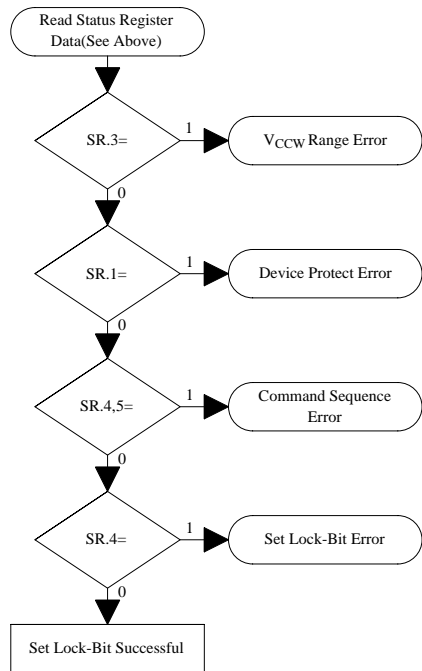 Read Status Register
Data(See Above)
SR.3=
1
VCCW Range Error
0
SR.1=
1
Device Protect Error
0
SR.4,5=
1
Command Sequence
Error
0
SR.4=
1
Set Lock-Bit Error
0
Set Lock-Bit Successful